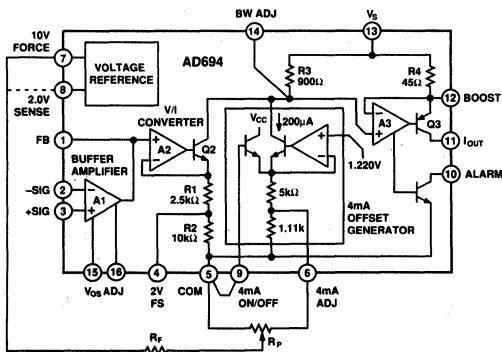 10V
FORCE
BW ADJ
VS
7
14
13
VOLTAGE
REFERENCE
AD694
R3
900Ω
R4
45Ω
8
2.0V
SENSE
12
BOOST
V/I
CONVERTER
VCC
200μA
A3
Q3
FB
1
A2
Q2
11
IOUT
1.220V
BUFFER
AMPLIFIER
10
ALARM
R1
2.5kΩ
5kΩ
–SIG
2
+SIG
3
A1
R2
10kΩ
1.11k
4mA
OFFSET
GENERATOR
15
16
4
5
9
6
VOS ADJ
2V
FS
COM
4mA
ON/OFF
4mA
ADJ
RF
RP